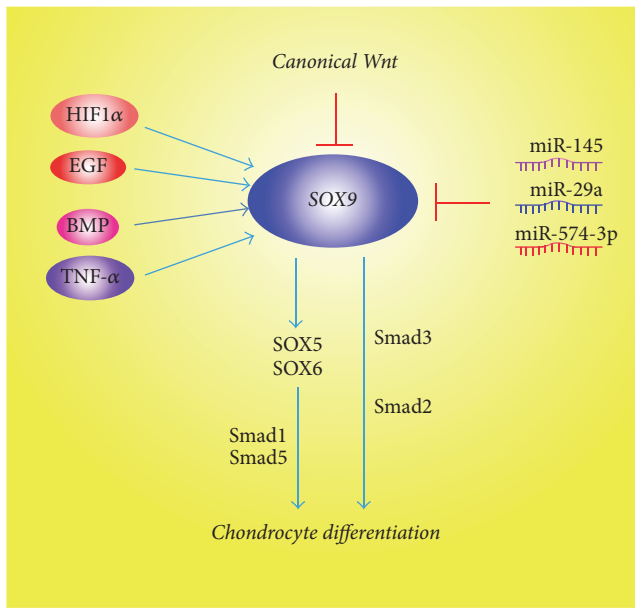 Canonical Wnt
HIF1α
EGF
BMP
TNF-α
SOX9
miR-145
miR-29a
miR-574-3p
SOX5
SOX6
Smad3
Smad2
Smad1
Smad5
Chondrocyte differentiation